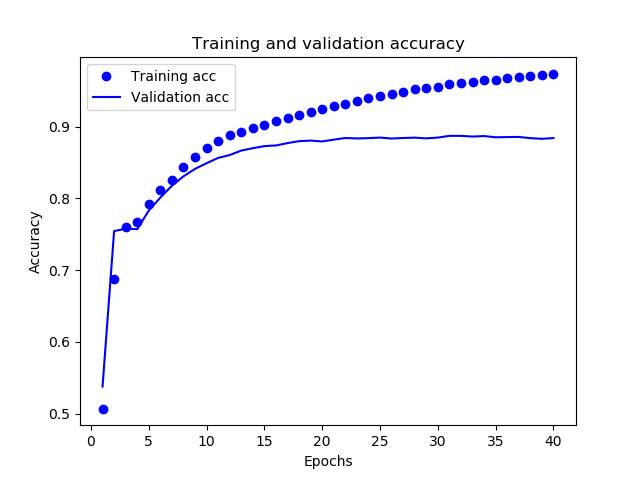 Training and validation accuracy
Training acc
Validation acc
0.9
0.8
0.7
0.6
0.5
Accuracy
0 5 10 15 20 25 30 35 40
Epochs